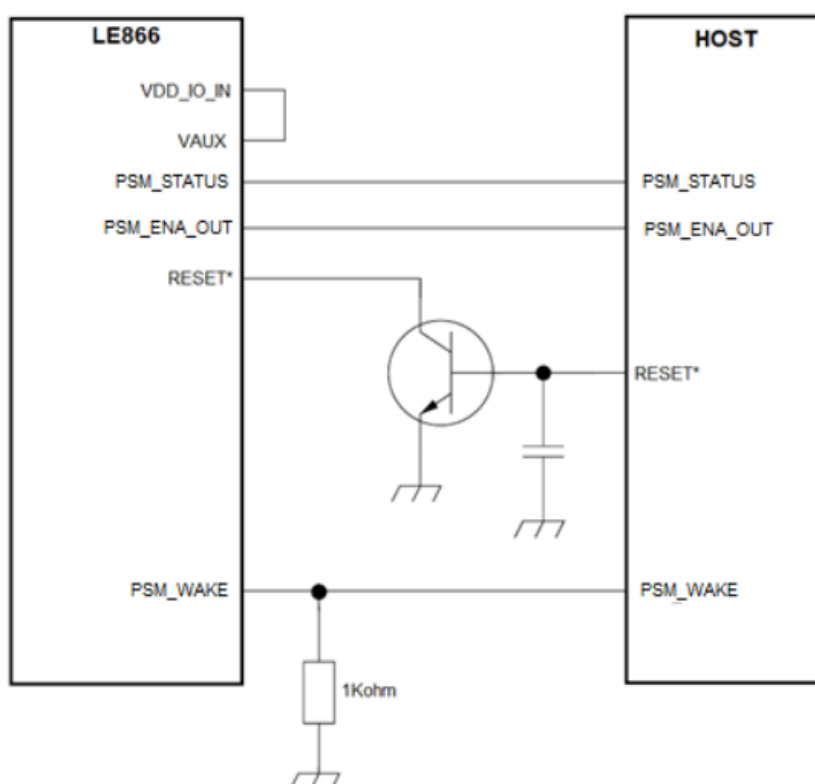 LE866
HOST
VDD_IO_IN
VAUX
PSM_STATUS
PSM_STATUS
PSM_ENA_OUT
PSM_ENA_OUT
RESET*
RESET*
PSM_WAKE
PSM_WAKE
1Kohm